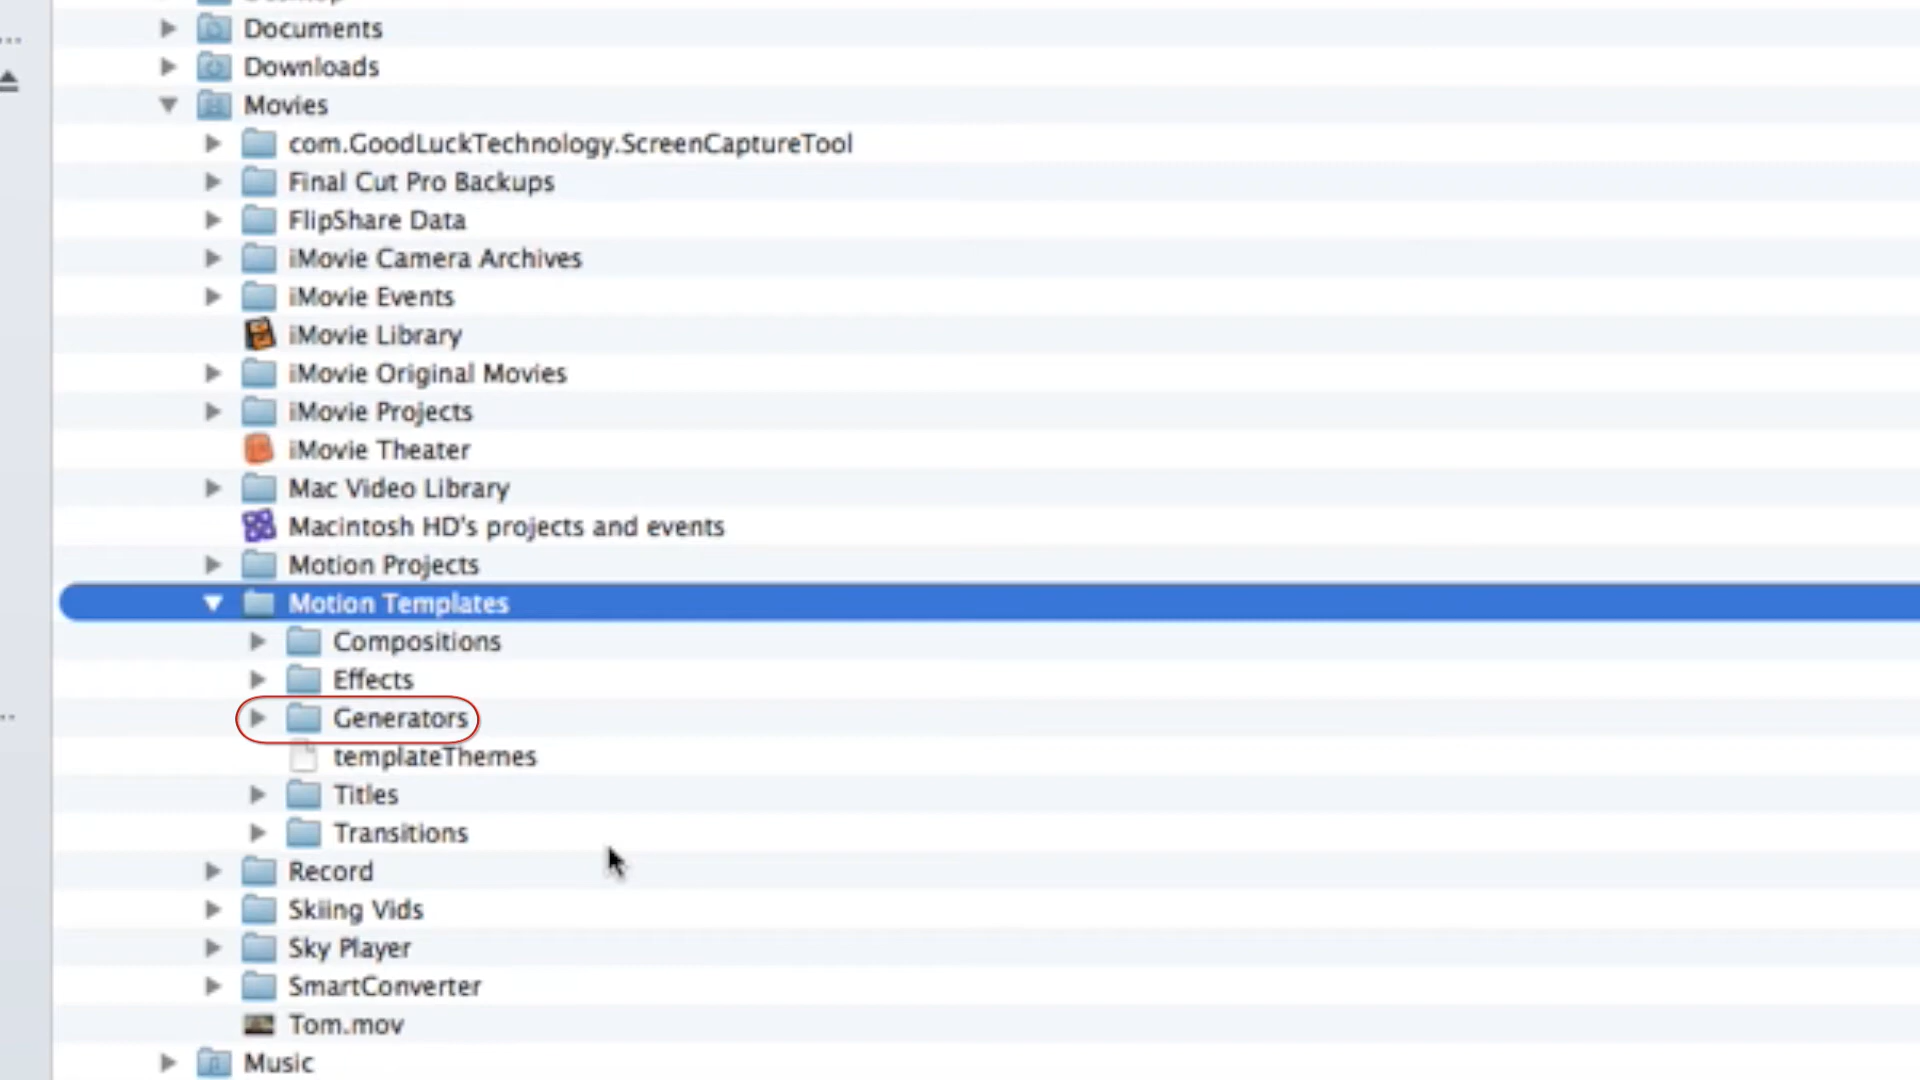 Documents
Downloads
Movies
com.GoodLuckTechnology.ScreenCaptureTool
Final Cut Pro Backups
FlipShare Data
iMovie Camera Archives
iMovie Events
iMovie Library
iMovie Original Movies
iMovie Projects
iMovie Theater
Mac Video Library
Macintosh HD's projects and events
Motion Projects
Motion Templates
Compositions
Effects
Generators
templateThemes
Titles
Transitions
Record
Skiing Vids
Sky Player
SmartConverter
Tom.mov
Music